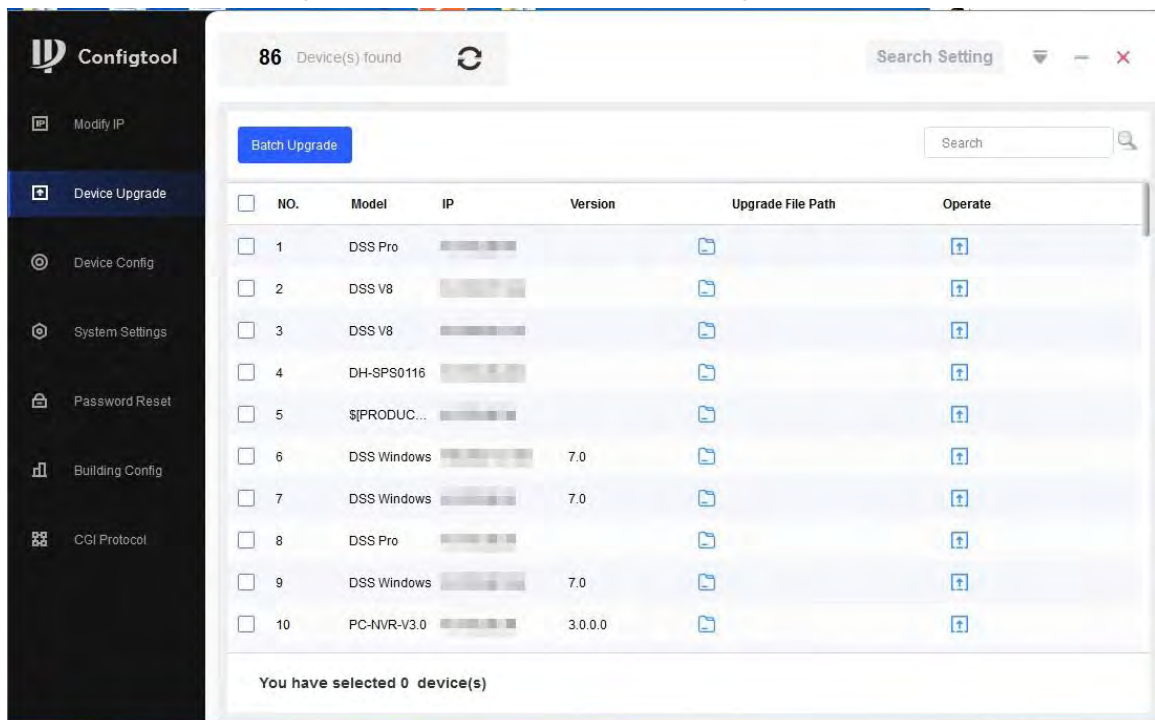 Configtool
86 Device(s) found
Search Setting
Modify IP
Device Upgrade
Device Config
System Settings
Password Reset
Building Config
CGI Protocol
Batch Upgrade
Search
NO. Model IP Version Upgrade File Path Operate
1 DSS Pro
2 DSS V8
3 DSS V8
4 DH-SPS0116
5 $[PRODUC...
6 DSS Windows 7.0
7 DSS Windows 7.0
8 DSS Pro
9 DSS Windows 7.0
10 PC-NVR-V3.0 3.0.0.0
You have selected 0 device(s)